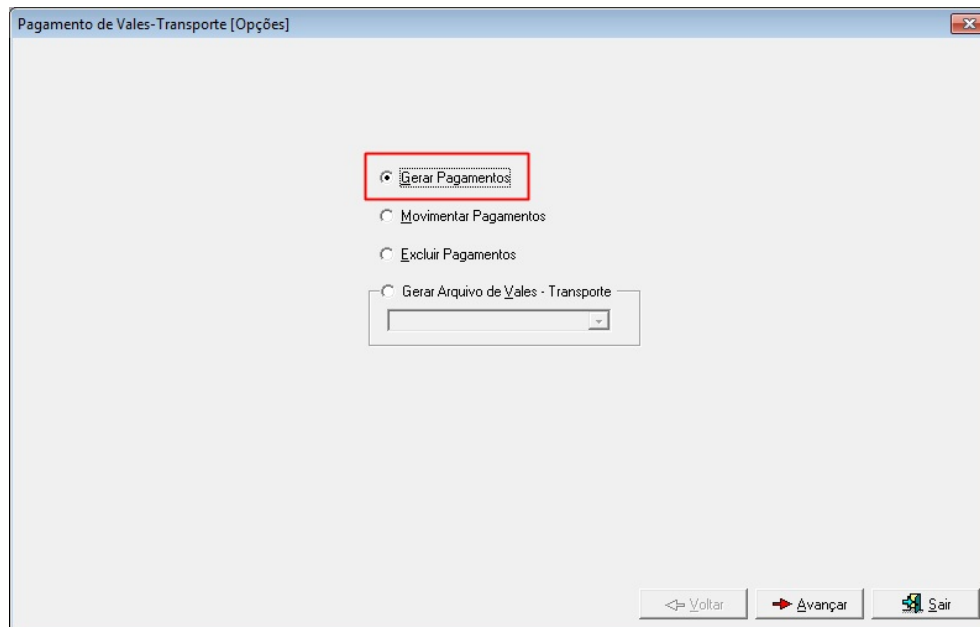 Pagamento de Vales-Transporte [Opções]
Gerar Pagamentos
Movimentar Pagamentos
Excluir Pagamentos
Gerar Arquivo de Vales - Transporte
Voltar
Avançar
Sair